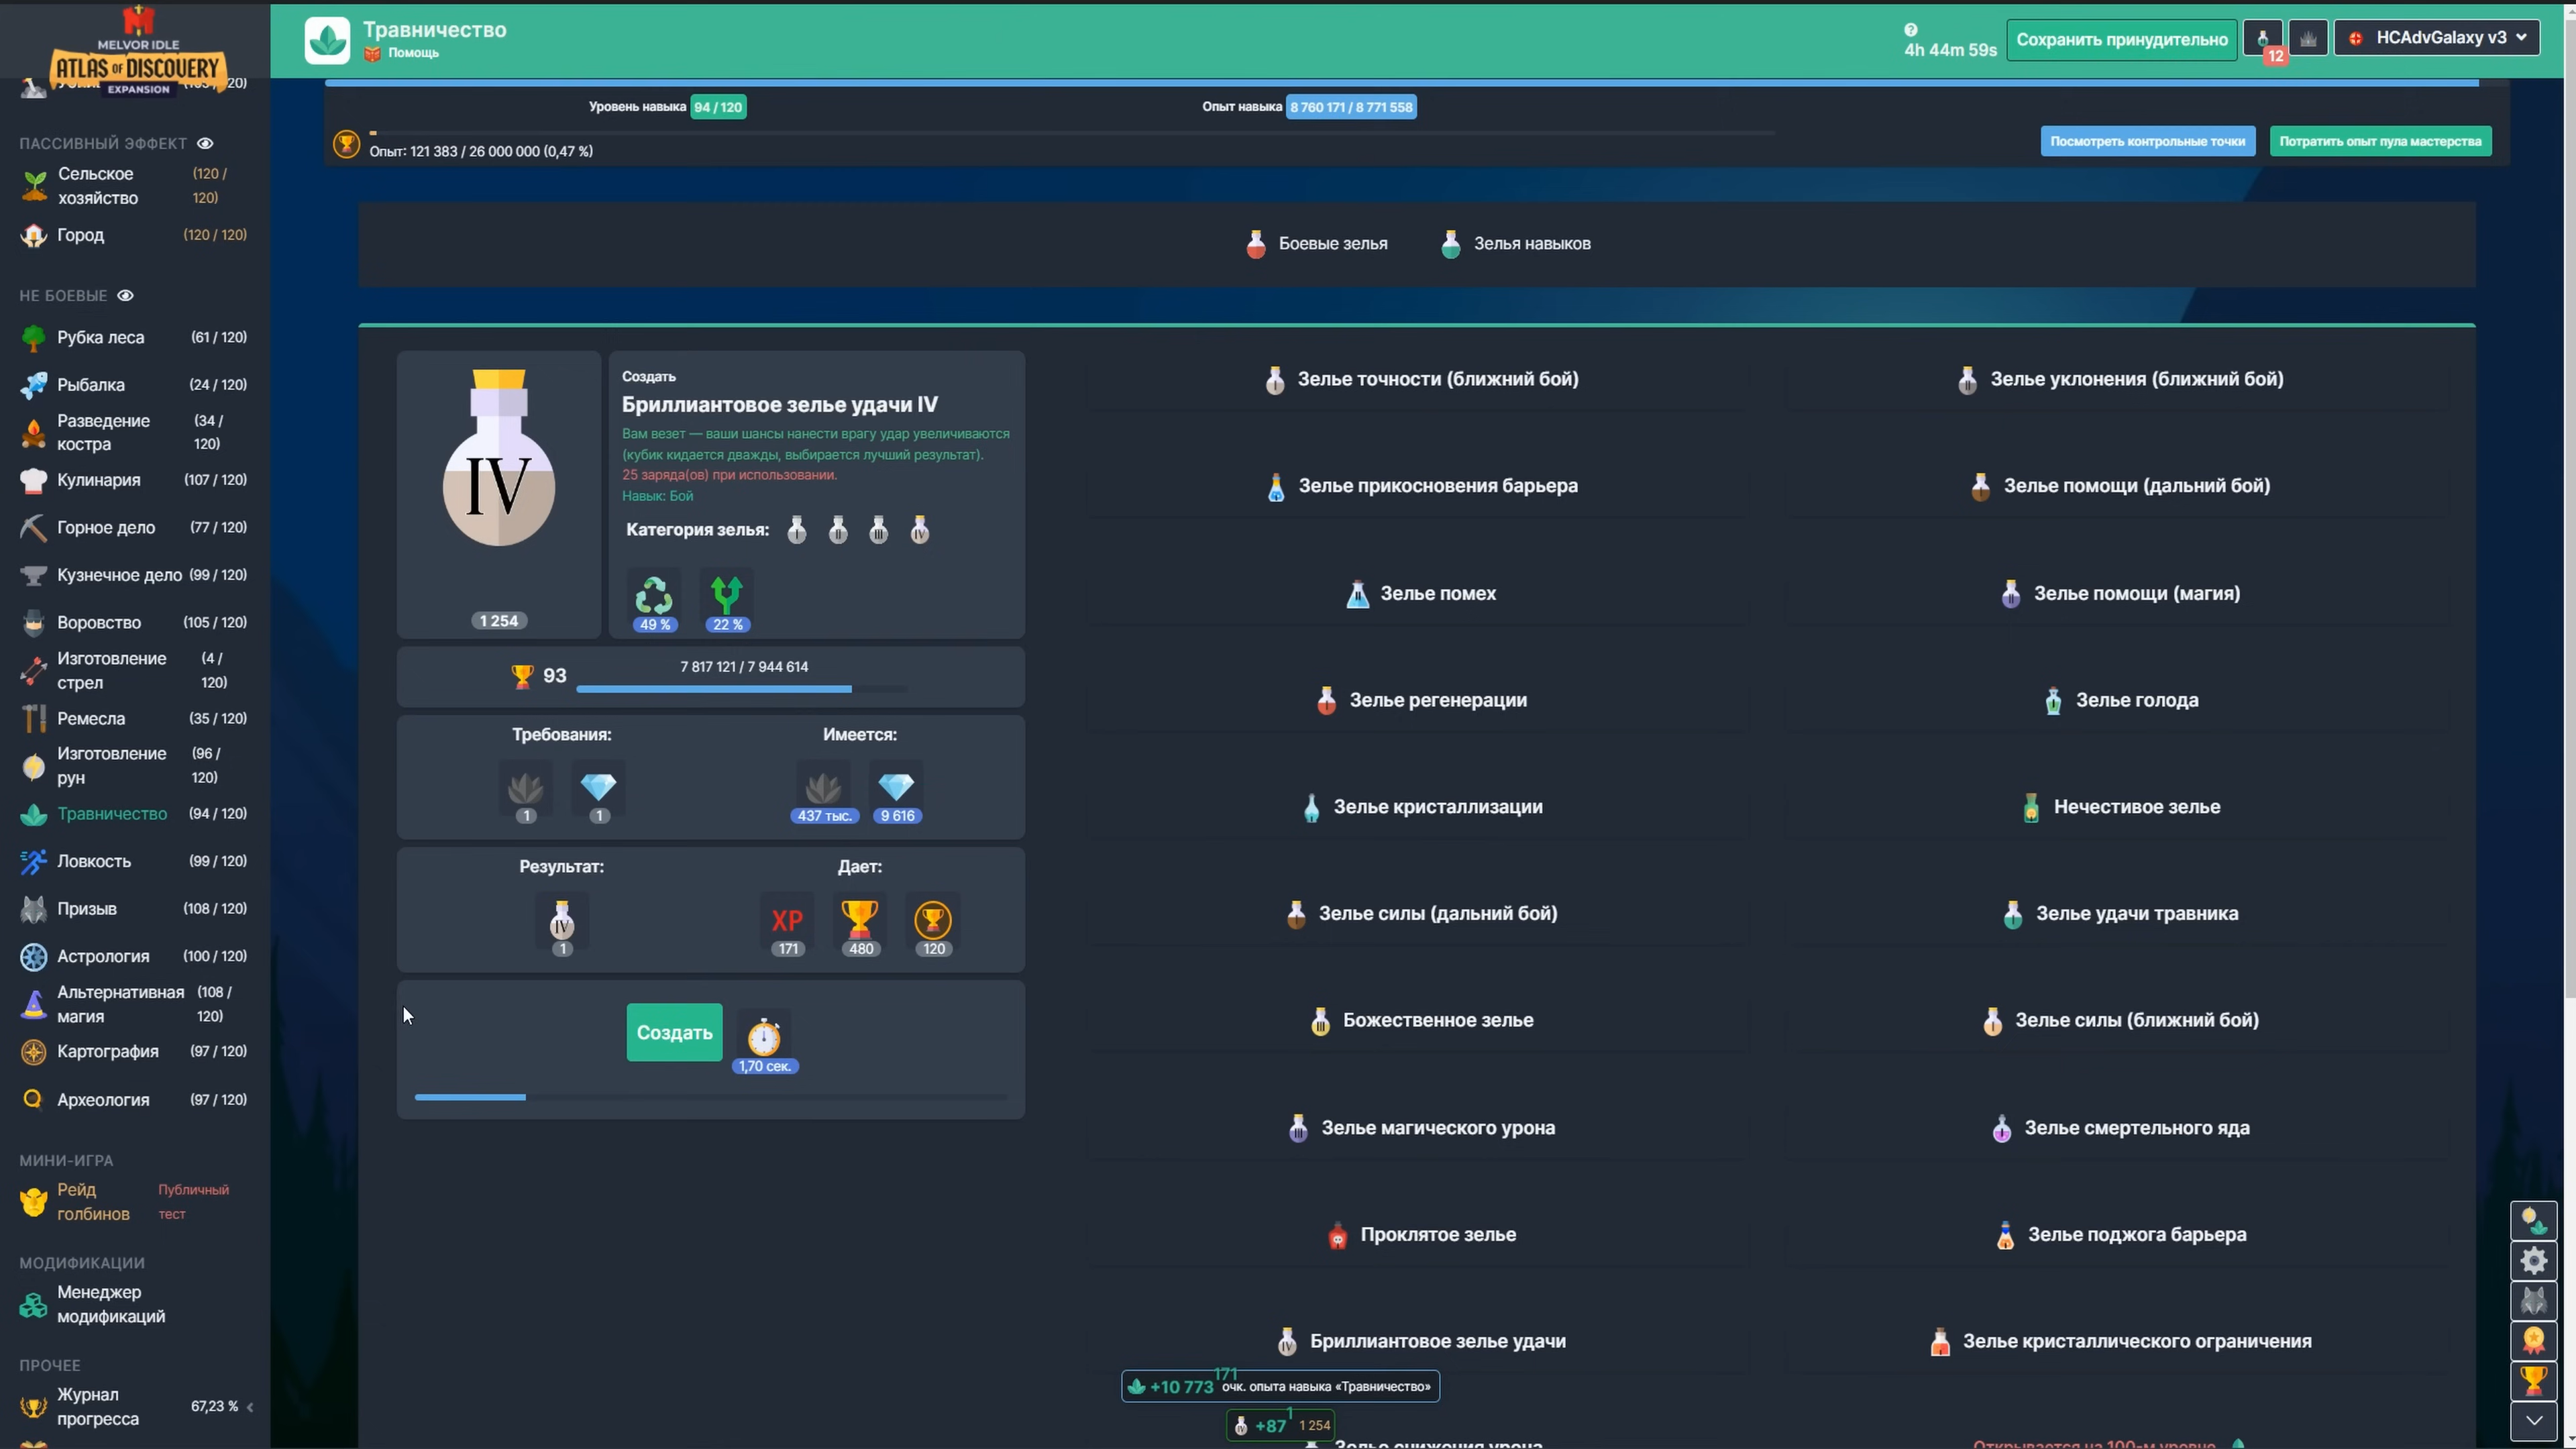 MELVOR IDLE
ATLAS OF DISCOVERY
EXPANSION
Травничество
Помощь
4h 44m 59s
Сохранить принудительно
12
HCAdvGalaxy v3
Уровень навыка 94 / 120
Опыт навыка 8 760 171 / 8 771 558
Опыт: 121 383 / 26 000 000 (0,47 %)
Посмотреть контрольные точки
Потратить опыт пула мастерства
ПАССИВНЫЙ ЭФФЕКТ
Сельское хозяйство (120 / 120)
Город (120 / 120)
НЕ БОЕВЫЕ
Рубка леса (61 / 120)
Рыбалка (24 / 120)
Разведение костра (34 / 120)
Кулинария (107 / 120)
Горное дело (77 / 120)
Кузнечное дело (99 / 120)
Воровство (105 / 120)
Изготовление стрел (4 / 120)
Ремесла (35 / 120)
Изготовление рун (96 / 120)
Травничество (94 / 120)
Ловкость (99 / 120)
Призыв (108 / 120)
Астрология (100 / 120)
Альтернативная магия (108 / 120)
Картография (97 / 120)
Археология (97 / 120)
МИНИ-ИГРА
Рейд голбинов Публичный тест
МОДИФИКАЦИИ
Менеджер модификаций
ПРОЧЕЕ
Журнал прогресса 67,23 %
Боевые зелья
Зелья навыков
IV
1 254
Создать
Бриллиантовое зелье удачи IV
Вам везет — ваши шансы нанести врагу удар увеличиваются
(кубик кидается дважды, выбирается лучший результат).
25 заряда(ов) при использовании.
Навык: Бой
Категория зелья: I II III IV
49 %
22 %
93
7 817 121 / 7 944 614
Требования:
1
1
Имеется:
437 тыс.
9 616
Результат:
IV
1
Дает:
XP
171
480
120
Создать
1,70 сек.
Зелье точности (ближний бой)
Зелье уклонения (ближний бой)
Зелье прикосновения барьера
Зелье помощи (дальний бой)
Зелье помех
Зелье помощи (магия)
Зелье регенерации
Зелье голода
Зелье кристаллизации
Нечестивое зелье
Зелье силы (дальний бой)
Зелье удачи травника
Божественное зелье
Зелье силы (ближний бой)
Зелье магического урона
Зелье смертельного яда
Проклятое зелье
Зелье поджога барьера
Бриллиантовое зелье удачи
Зелье кристаллического ограничения
171
+10 773 очк. опыта навыка «Травничество»
1
+87 1 254
Зелье снижения урона
Открывается на 100-м уровне